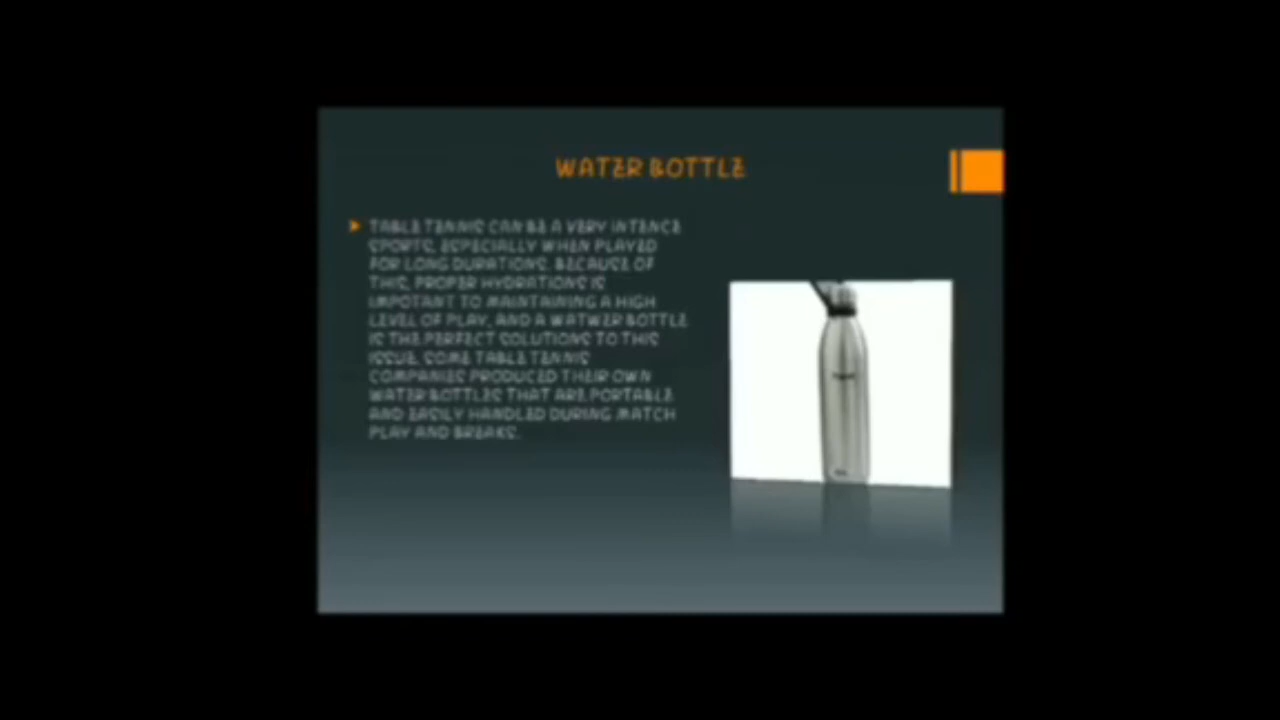 WATER BOTTLE
TABLE TENNIS CAN BE A VERY INTENCE
SPORTS, ESPECIALLY WHEN PLAYED
FOR LONG DURATIONS. BECAUSE OF
THIS, PROPER HYDRATIONS IS
IMPOTANT TO MAINTAINING A HIGH
LEVEL OF PLAY, AND A WATWER BOTTLE
IS THE PERFECT SOLUTIONS TO THIS
ISSUE. SOME TABLE TENNIS
COMPANIES PRODUCED THEIR OWN
WATER BOTTLES THAT ARE PORTABLE
AND EASILY HANDLED DURING MATCH
PLAY AND BREAKS.